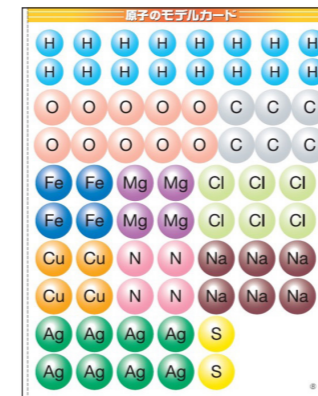 原子のモデルカード
H H H H H H H H
H H H H H H H H
O O O O O C C C
O O O O O C C C
Fe Fe Mg Mg Cl Cl Cl
Fe Fe Mg Mg Cl Cl Cl
Cu Cu N N Na Na Na
Cu Cu N N Na Na Na
Ag Ag Ag Ag S
Ag Ag Ag Ag S